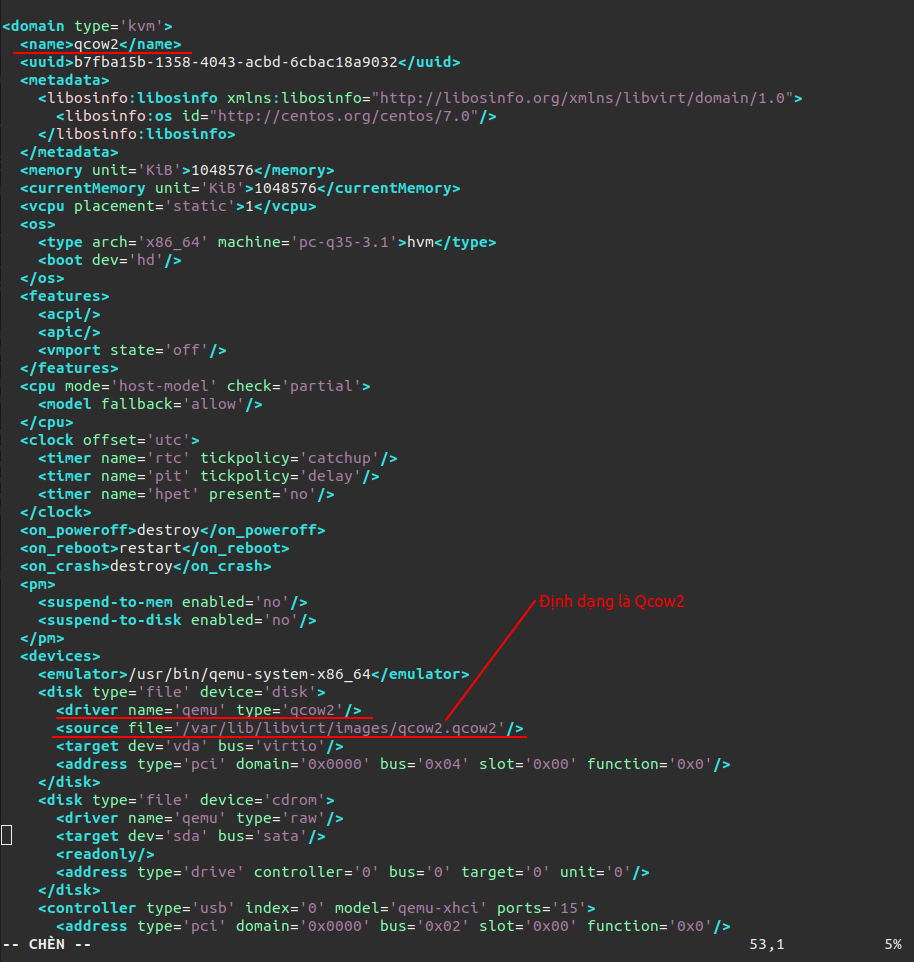 <domain type='kvm'>
  <name>qcow2</name>
  <uuid>b7fba15b-1358-4043-acbd-6cbac18a9032</uuid>
  <metadata>
    <libosinfo:libosinfo xmlns:libosinfo="http://libosinfo.org/xmlns/libvirt/domain/1.0">
      <libosinfo:os id="http://centos.org/centos/7.0"/>
    </libosinfo:libosinfo>
  </metadata>
  <memory unit='KiB'>1048576</memory>
  <currentMemory unit='KiB'>1048576</currentMemory>
  <vcpu placement='static'>1</vcpu>
  <os>
    <type arch='x86_64' machine='pc-q35-3.1'>hvm</type>
    <boot dev='hd'/>
  </os>
  <features>
    <acpi/>
    <apic/>
    <vmport state='off'/>
  </features>
  <cpu mode='host-model' check='partial'>
    <model fallback='allow'/>
  </cpu>
  <clock offset='utc'>
    <timer name='rtc' tickpolicy='catchup'/>
    <timer name='pit' tickpolicy='delay'/>
    <timer name='hpet' present='no'/>
  </clock>
  <on_poweroff>destroy</on_poweroff>
  <on_reboot>restart</on_reboot>
  <on_crash>destroy</on_crash>
  <pm>
    <suspend-to-mem enabled='no'/>
Định dạng là Qcow2
    <suspend-to-disk enabled='no'/>
  </pm>
  <devices>
    <emulator>/usr/bin/qemu-system-x86_64</emulator>
    <disk type='file' device='disk'>
      <driver name='qemu' type='qcow2'/>
      <source file='/var/lib/libvirt/images/qcow2.qcow2'/>
      <target dev='vda' bus='virtio'/>
      <address type='pci' domain='0x0000' bus='0x04' slot='0x00' function='0x0'/>
    </disk>
    <disk type='file' device='cdrom'>
      <driver name='qemu' type='raw'/>
      <target dev='sda' bus='sata'/>
      <readonly/>
      <address type='drive' controller='0' bus='0' target='0' unit='0'/>
    </disk>
    <controller type='usb' index='0' model='qemu-xhci' ports='15'>
      <address type='pci' domain='0x0000' bus='0x02' slot='0x00' function='0x0'/>
-- CHÈN -- 53,1 5%